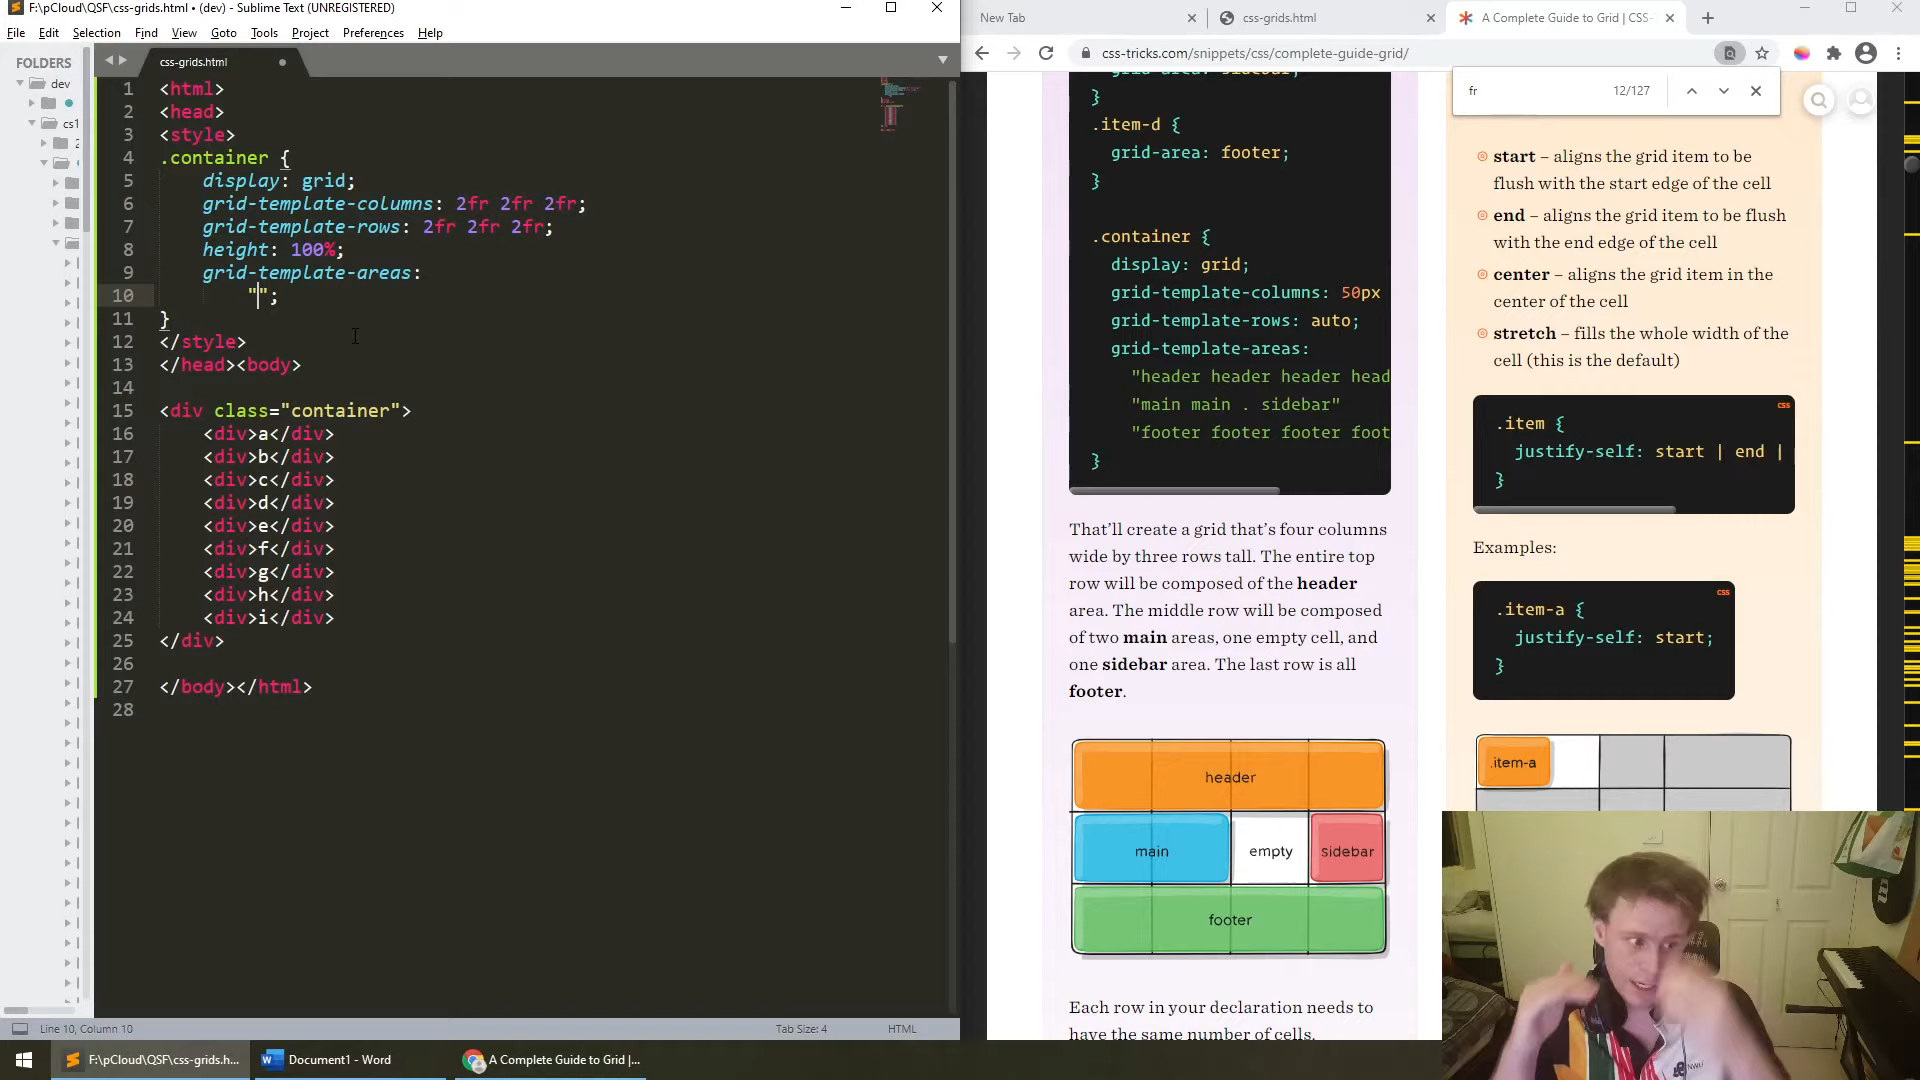 F:\pCloud\QSF\css-grids.html • (dev) - Sublime Text (UNREGISTERED)
File Edit Selection Find View Goto Tools Project Preferences Help
FOLDERS
dev
cs1
2
css-grids.html
1 <html>
2 <head>
3 <style>
4 .container {
5 display: grid;
6 grid-template-columns: 2fr 2fr 2fr;
7 grid-template-rows: 2fr 2fr 2fr;
8 height: 100%;
9 grid-template-areas:
10 "";
11 }
12 </style>
13 </head><body>
14
15 <div class="container">
16 <div>a</div>
17 <div>b</div>
18 <div>c</div>
19 <div>d</div>
20 <div>e</div>
21 <div>f</div>
22 <div>g</div>
23 <div>h</div>
24 <div>i</div>
25 </div>
26
27 </body></html>
28
Line 10, Column 10
Tab Size: 4
HTML
New Tab
css-grids.html
A Complete Guide to Grid | CSS-
css-tricks.com/snippets/css/complete-guide-grid/
fr
12/127
grid-area: sidebar;
}
.item-d {
grid-area: footer;
}
.container {
display: grid;
grid-template-columns: 50px
grid-template-rows: auto;
grid-template-areas:
"header header header head
"main main . sidebar"
"footer footer footer foot
}
That’ll create a grid that’s four columns
wide by three rows tall. The entire top
row will be composed of the header
area. The middle row will be composed
of two main areas, one empty cell, and
one sidebar area. The last row is all
footer.
header
main
empty
sidebar
footer
Each row in your declaration needs to
have the same number of cells.
start – aligns the grid item to be
flush with the start edge of the cell
end – aligns the grid item to be flush
with the end edge of the cell
center – aligns the grid item in the
center of the cell
stretch – fills the whole width of the
cell (this is the default)
CSS
.item {
justify-self: start | end |
}
Examples:
CSS
.item-a {
justify-self: start;
}
.item-a
F:\pCloud\QSF\css-grids.h...
Document1 - Word
A Complete Guide to Grid |...